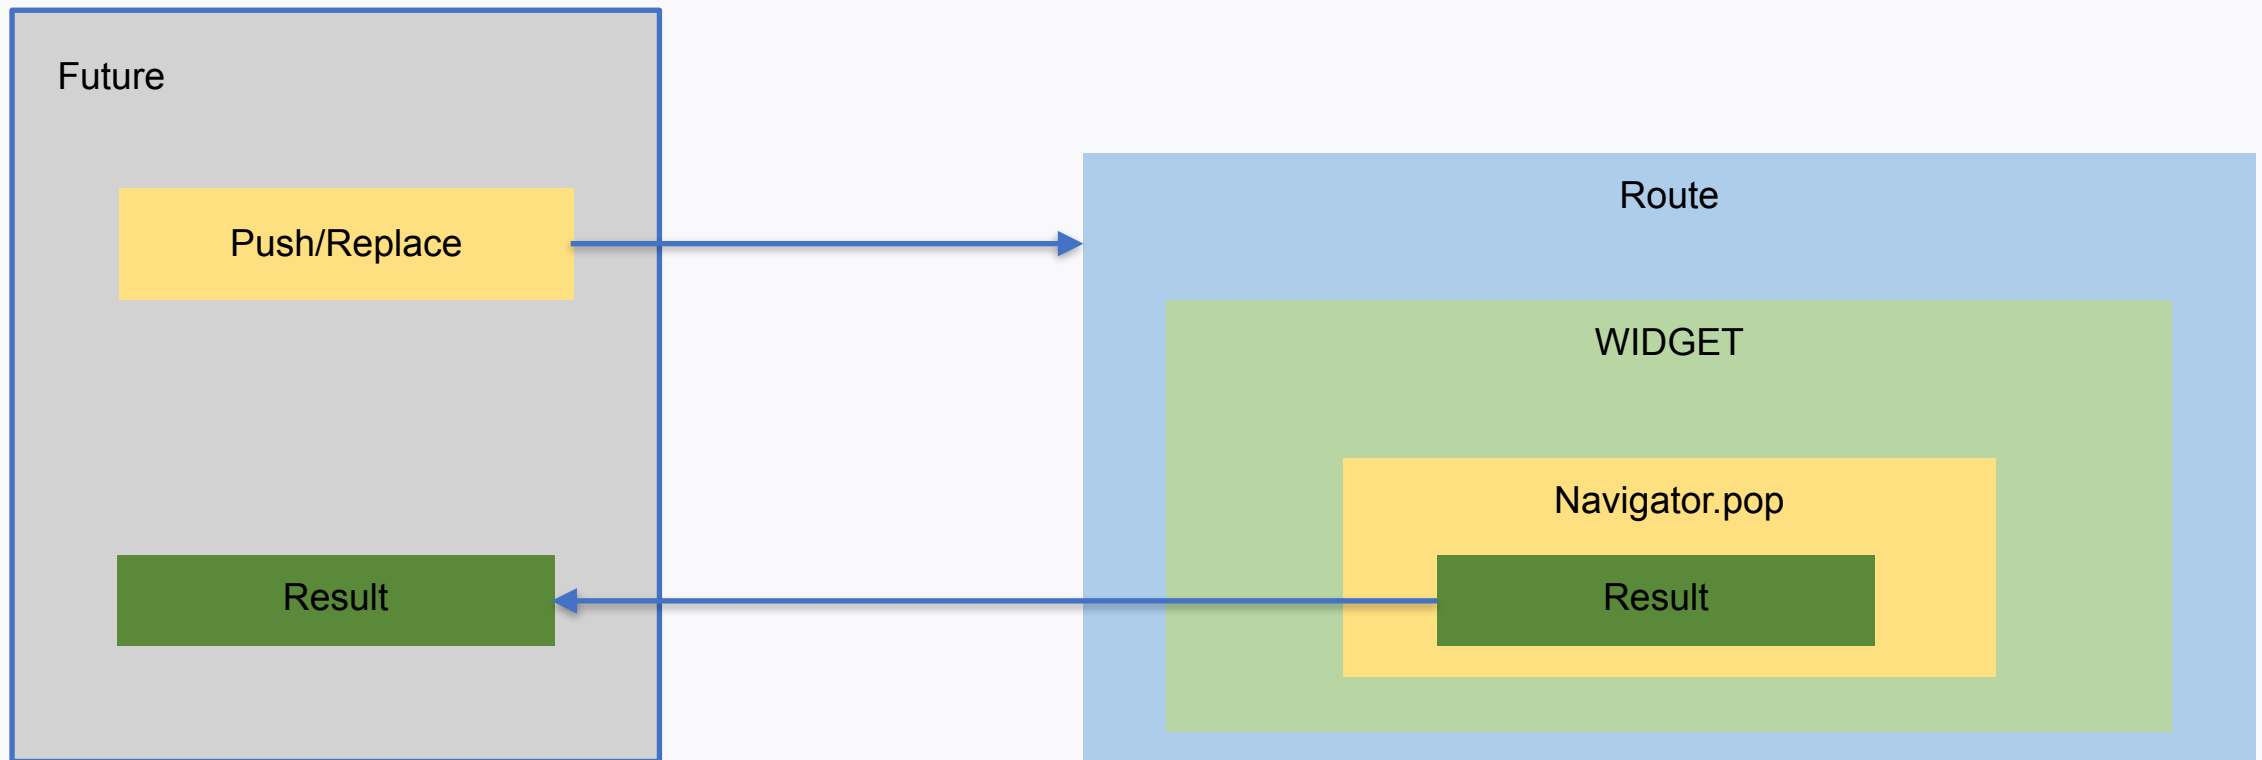 Future
Push/Replace
Result
Route
WIDGET
Navigator.pop
Result